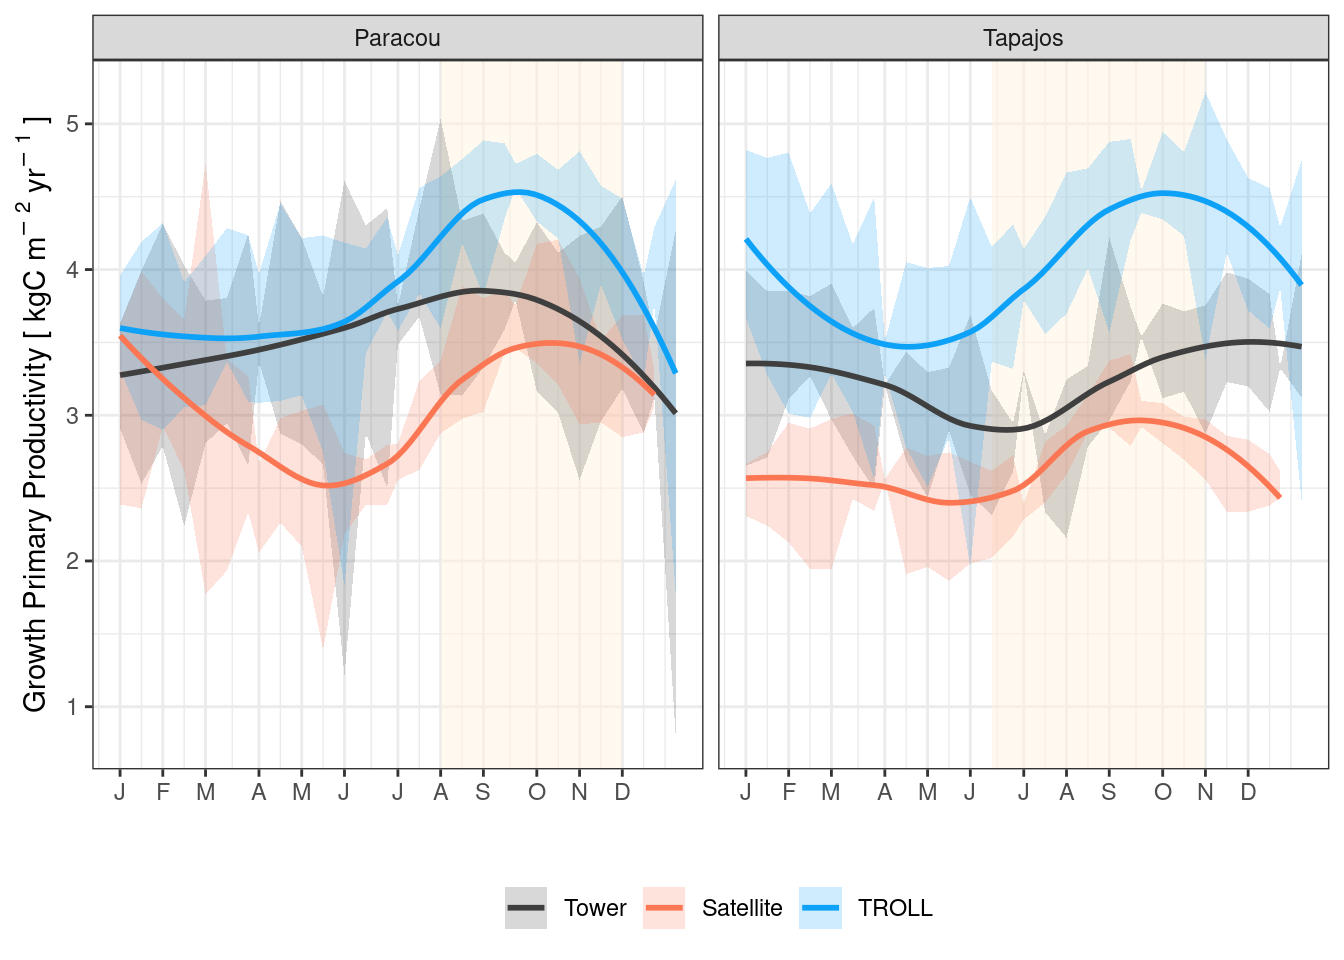 Paracou
Tapajos
Growth Primary Productivity [ kgC m⁻² yr⁻¹ ]
5
4
3
2
1
J F M A M J J A S O N D
J F M A M J J A S O N D
Tower Satellite TROLL